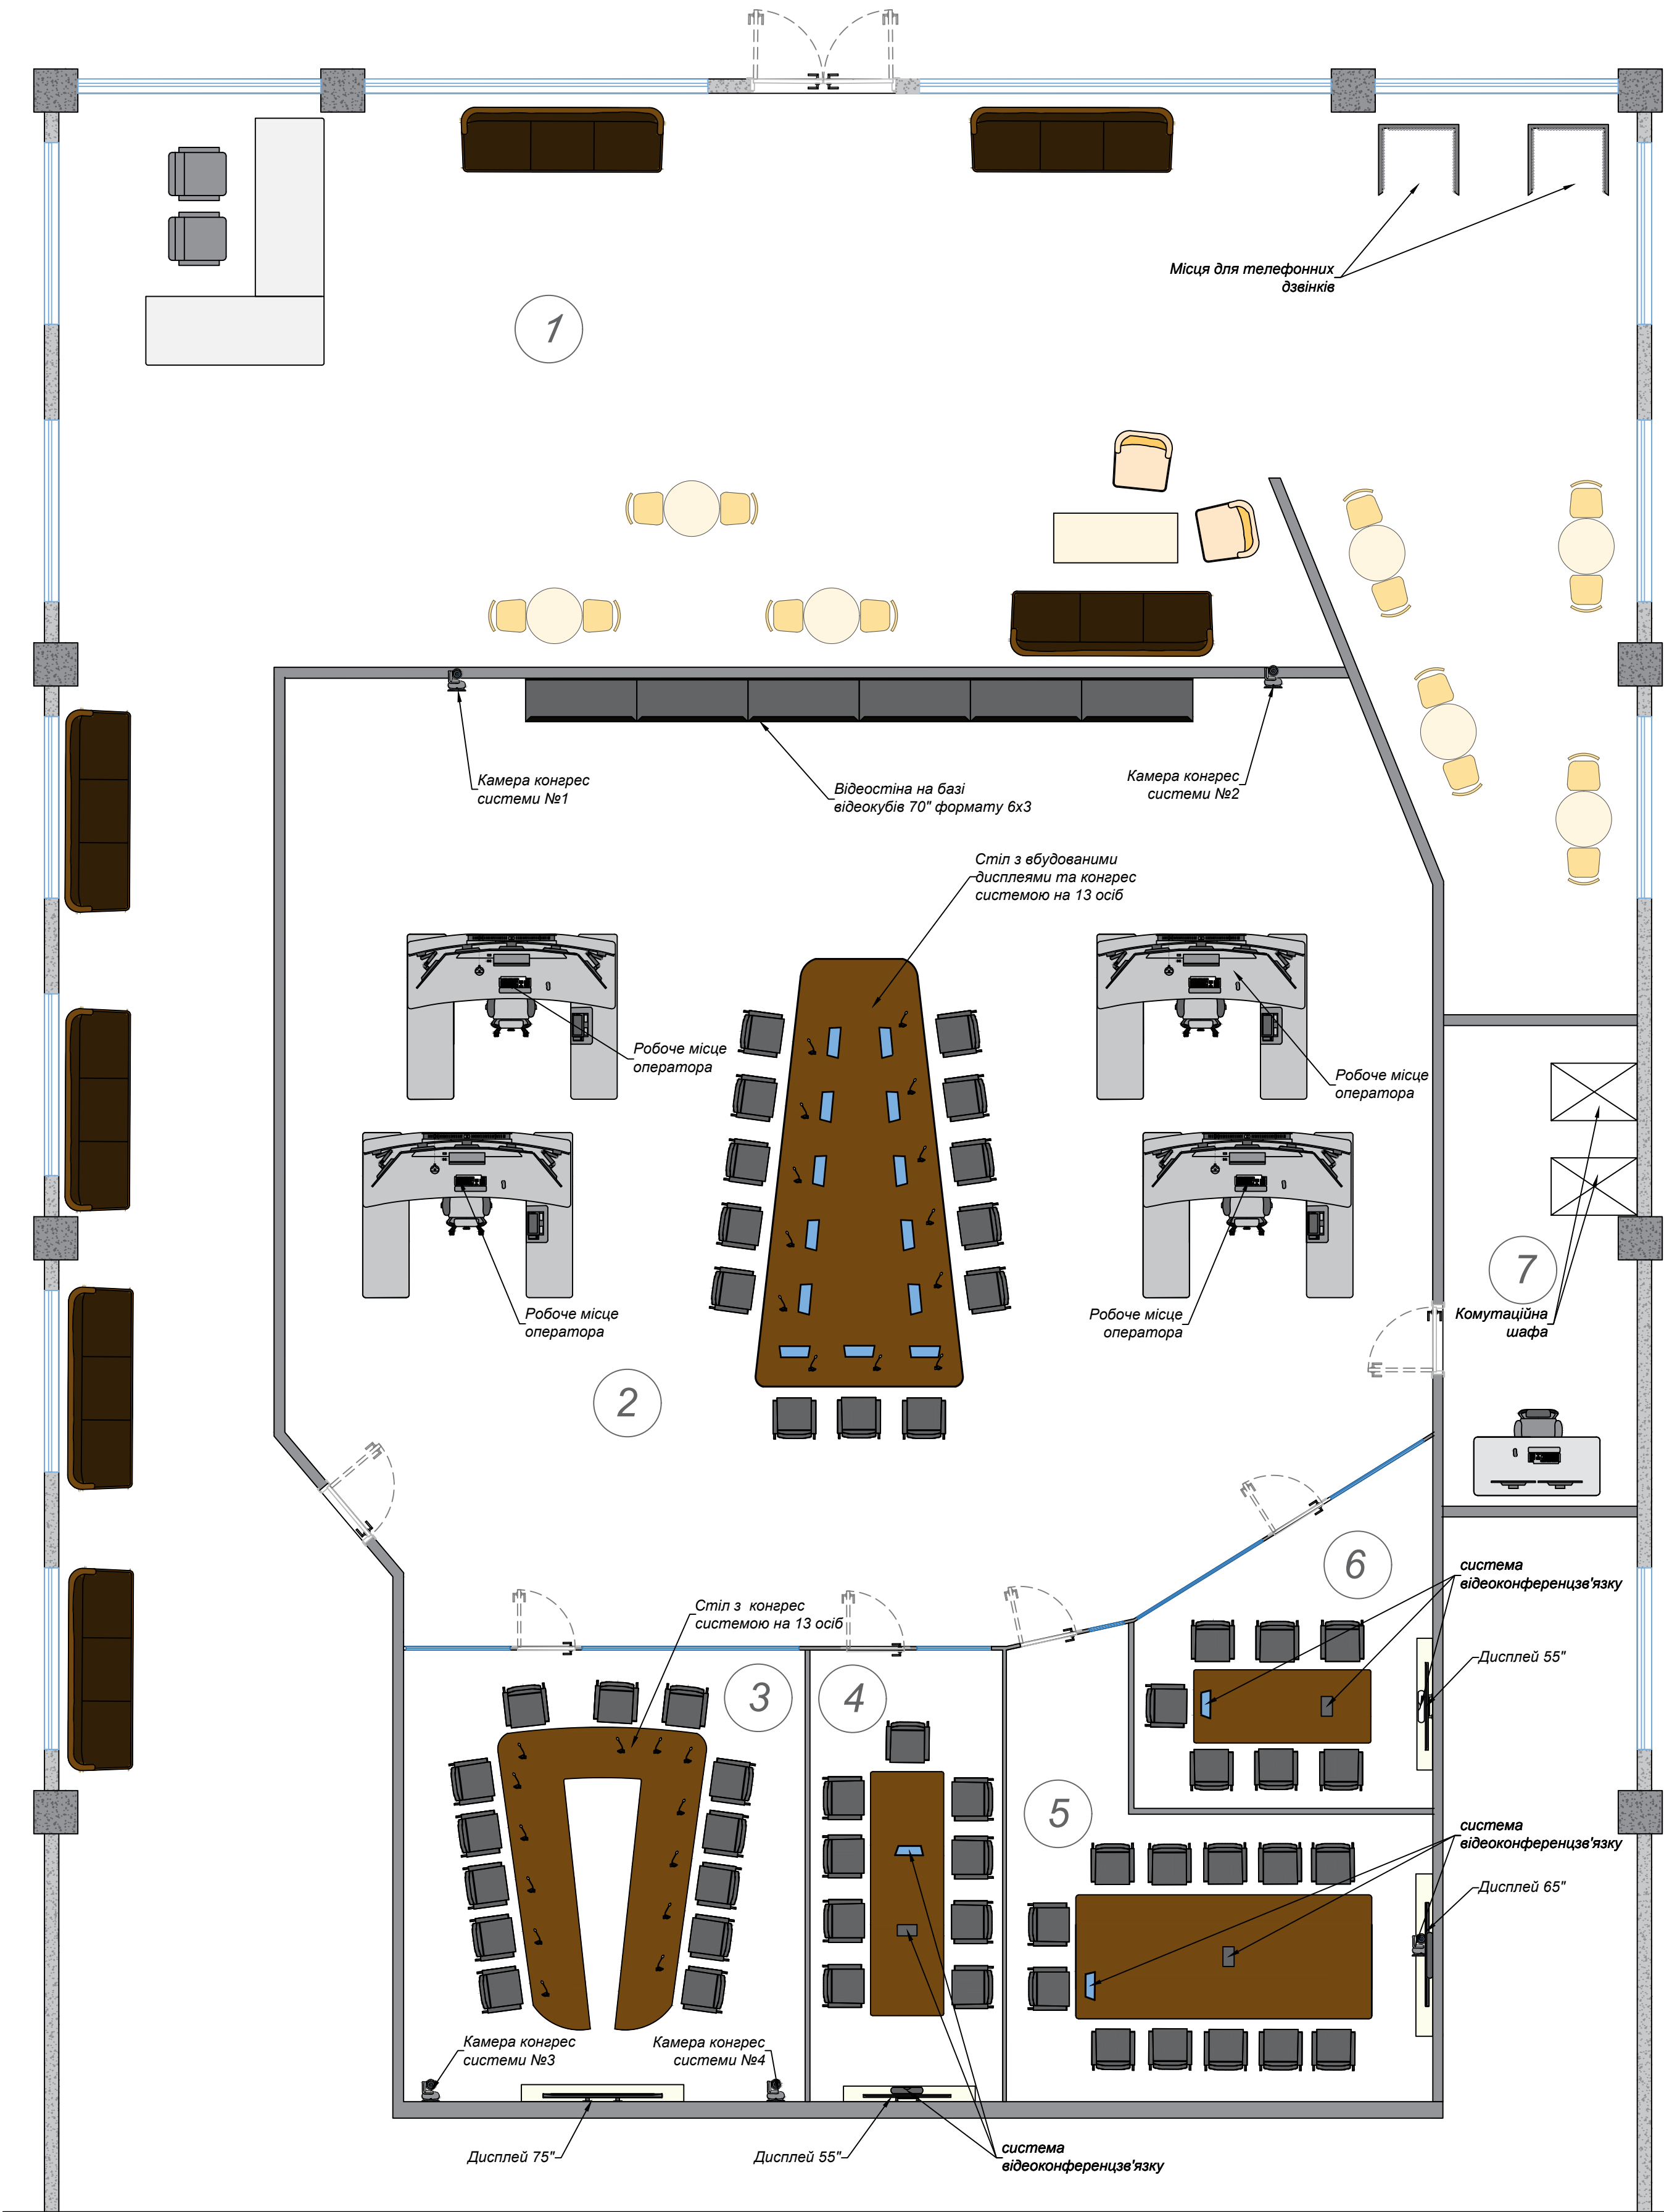 Місця для телефонних
дзвінків
1
Камера конгрес
системи №1
Відеостіна на базі
відеокубів 70" формату 6х3
Камера конгрес
системи №2
Стіл з вбудованими
дисплеями та конгрес
системою на 13 осіб
Робоче місце
оператора
Робоче місце
оператора
Робоче місце
оператора
Робоче місце
оператора
7
Комутаційна
шафа
2
6
система
відеоконференцзв'язку
Стіл з конгрес
системою на 13 осіб
Дисплей 55"
3
4
5
система
відеоконференцзв'язку
Дисплей 65"
Камера конгрес
системи №3
Камера конгрес
системи №4
Дисплей 75"
Дисплей 55"
система
відеоконференцзв'язку